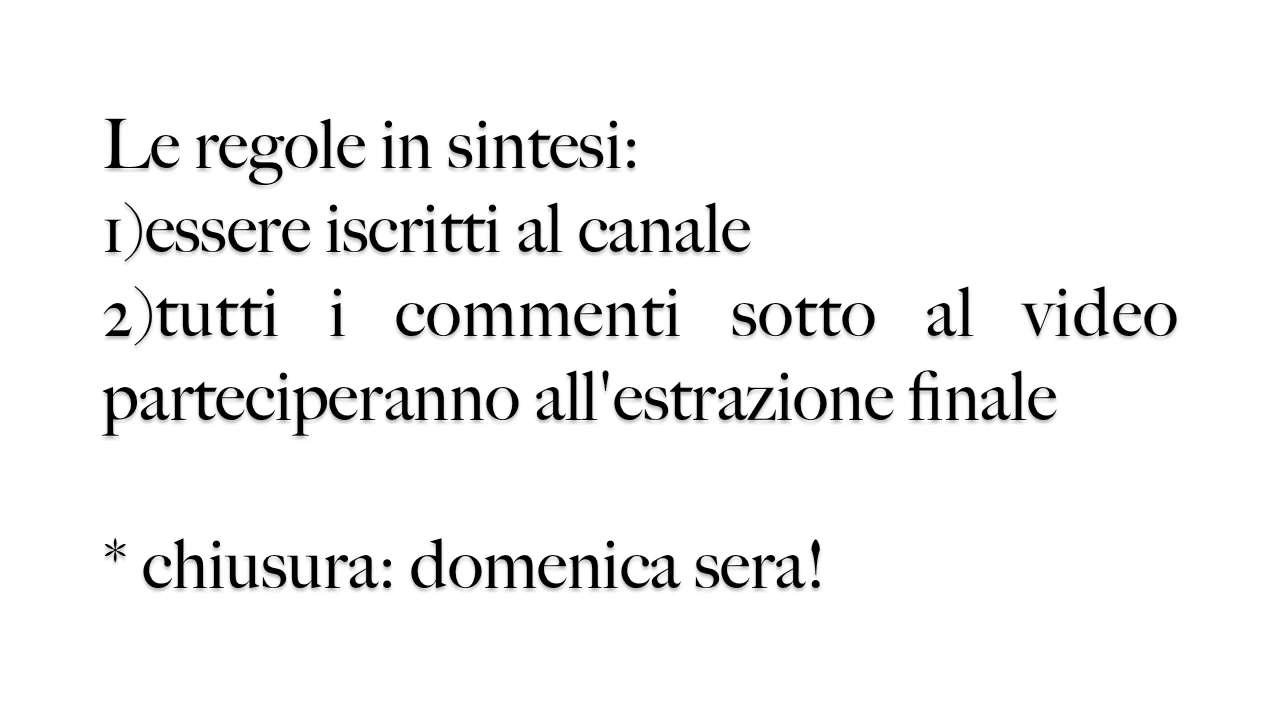 Le regole in sintesi:
1)essere iscritti al canale
2)tutti i commenti sotto al video
parteciperanno all'estrazione finale
* chiusura: domenica sera!